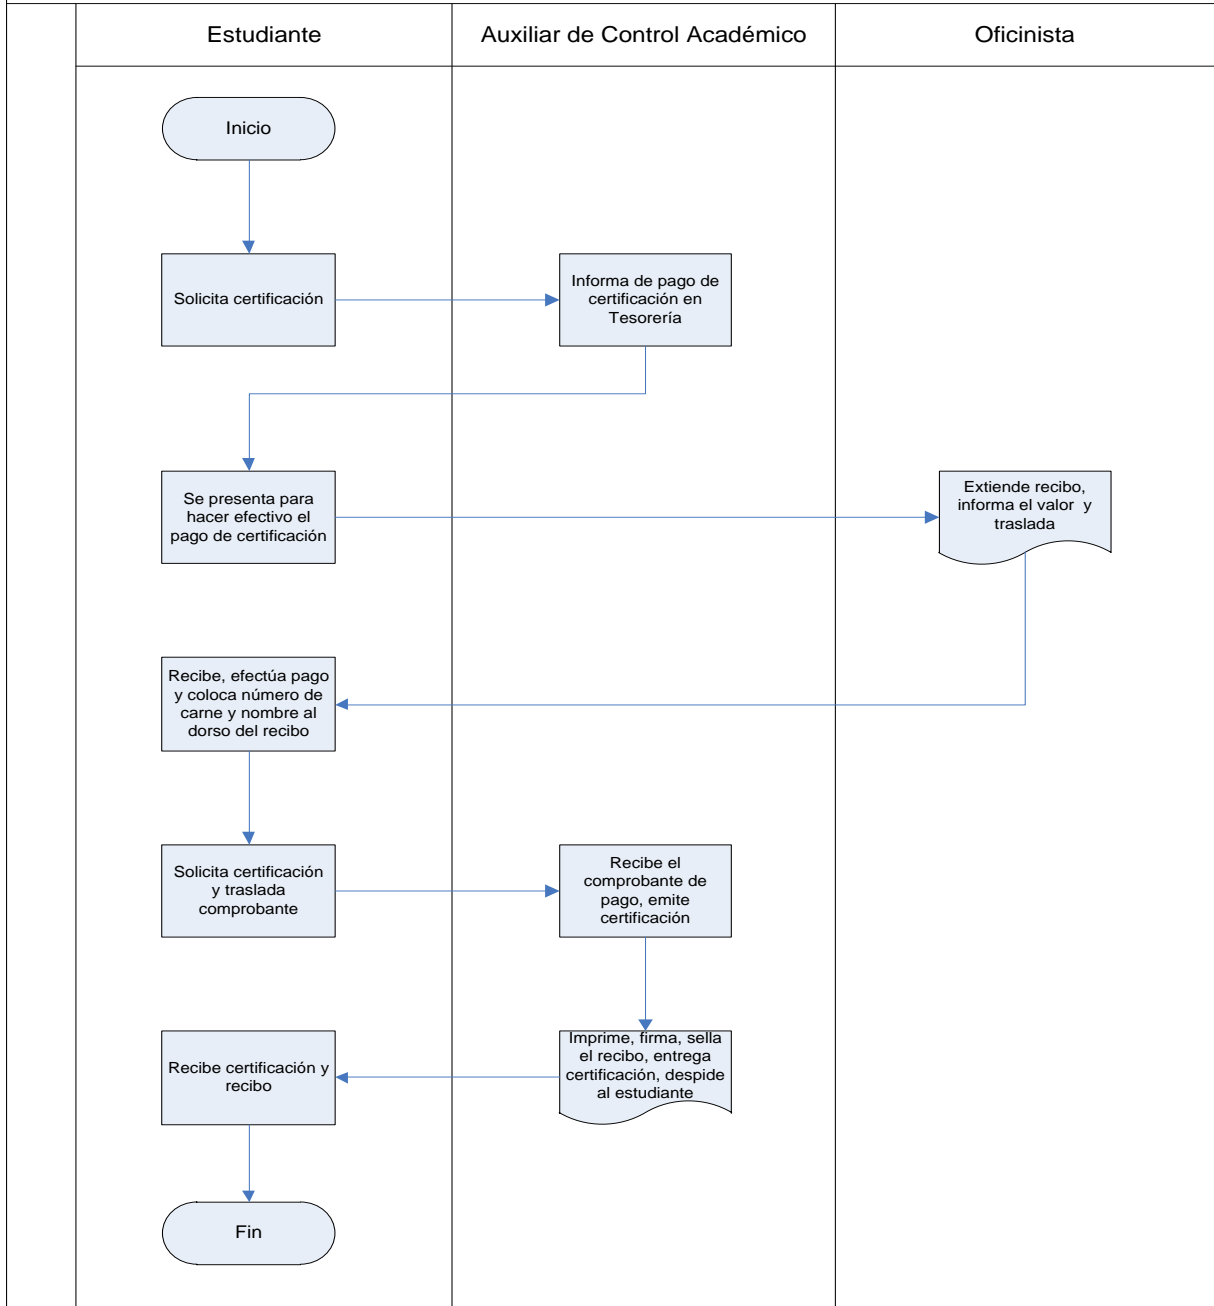 Estudiante
Auxiliar de Control Académico
Oficinista
Inicio
Solicita certificación
Informa de pago de
certificación en
Tesorería
Se presenta para
hacer efectivo el
pago de certificación
Extiende recibo,
informa el valor y
traslada
Recibe, efectúa pago
y coloca número de
carne y nombre al
dorso del recibo
Solicita certificación
y traslada
comprobante
Recibe el
comprobante de
pago, emite
certificación
Imprime, firma, sella
el recibo, entrega
certificación, despide
al estudiante
Recibe certificación y
recibo
Fin